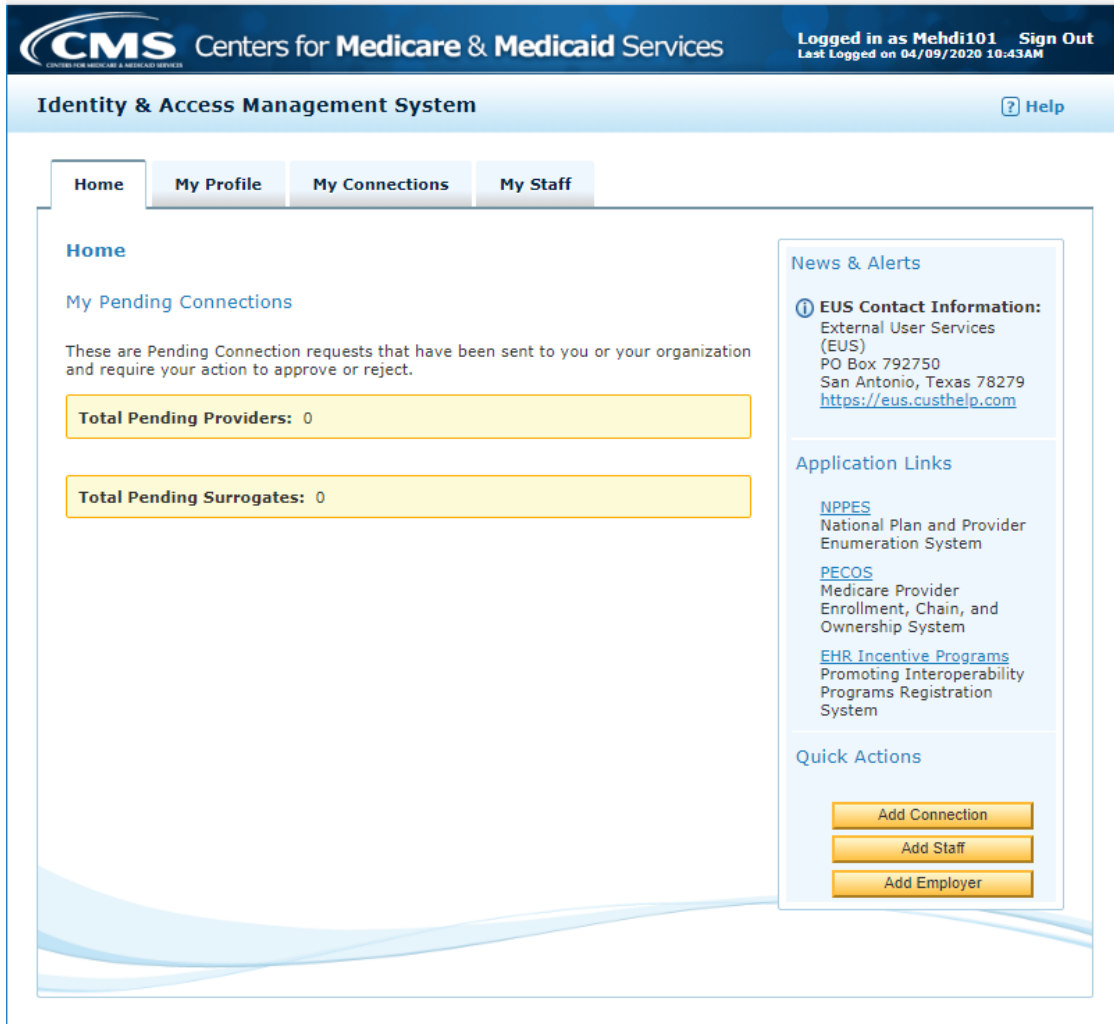 CMS Centers for Medicare & Medicaid Services
CENTERS FOR MEDICARE & MEDICAID SERVICES
Logged in as Mehdi101 Sign Out
Last Logged on 04/09/2020 10:43AM
Identity & Access Management System
? Help
Home My Profile My Connections My Staff
Home
My Pending Connections
These are Pending Connection requests that have been sent to you or your organization
and require your action to approve or reject.
Total Pending Providers: 0
Total Pending Surrogates: 0
News & Alerts
EUS Contact Information:
External User Services
(EUS)
PO Box 792750
San Antonio, Texas 78279
https://eus.custhelp.com
Application Links
NPPES
National Plan and Provider
Enumeration System
PECOS
Medicare Provider
Enrollment, Chain, and
Ownership System
EHR Incentive Programs
Promoting Interoperability
Programs Registration
System
Quick Actions
Add Connection
Add Staff
Add Employer